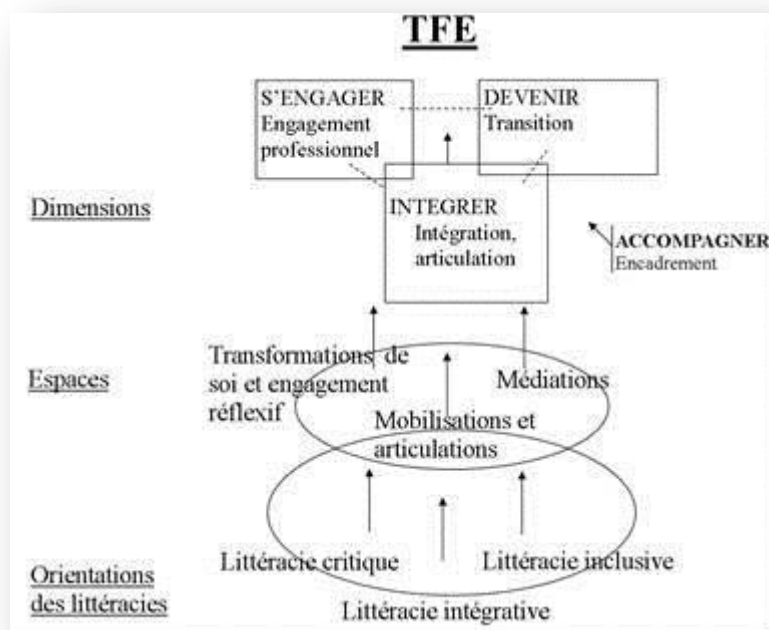 TFE
S'ENGAGER
Engagement
professionnel
DEVENIR
Transition
Dimensions
INTEGRER
Intégration,
articulation
ACCOMPAGNER
Encadrement
Espaces
Transformations de
soi et engagement
réflexif
Médiations
Mobilisations et
articulations
Orientations
des littéracies
Littéracie critique
Littéracie inclusive
Littéracie intégrative